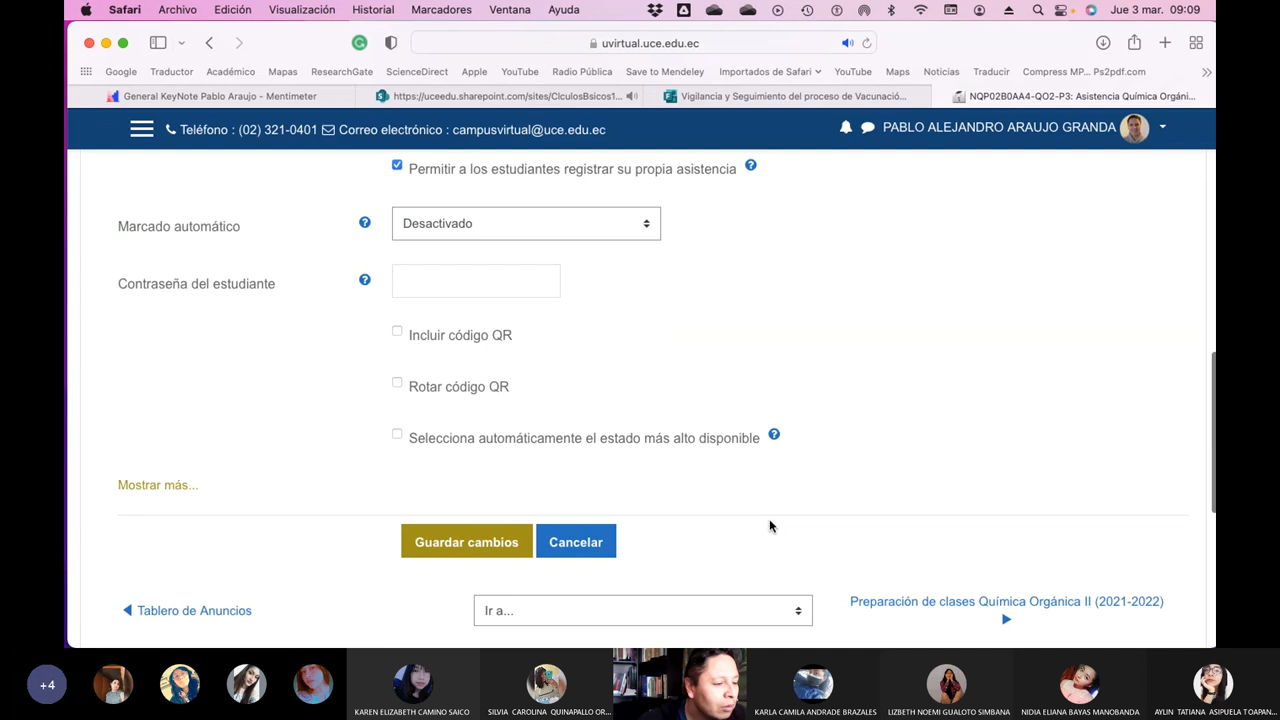 Safari Archivo Edición Visualización Historial Marcadores Ventana Ayuda Jue 3 mar. 09:09
uvirtual.uce.edu.ec
Google Traductor Académico Mapas ResearchGate ScienceDirect Apple YouTube Radio Pública Save to Mendeley Importados de Safari YouTube Maps Noticias Traducir Compress MP... Ps2pdf.com
General KeyNote Pablo Araujo - Mentimeter https://uceedu.sharepoint.com/sites/CIculosBsicos1... Vigilancia y Seguimiento del proceso de Vacunació... NQP02B0AA4-QO2-P3: Asistencia Química Orgáni...
Teléfono : (02) 321-0401 Correo electrónico : campusvirtual@uce.edu.ec PABLO ALEJANDRO ARAUJO GRANDA
Permitir a los estudiantes registrar su propia asistencia
Marcado automático Desactivado
Contraseña del estudiante
Incluir código QR
Rotar código QR
Selecciona automáticamente el estado más alto disponible
Mostrar más...
Guardar cambios Cancelar
Tablero de Anuncios Ir a... Preparación de clases Química Orgánica II (2021-2022)
+4 KAREN ELIZABETH CAMINO SAICO SILVIA CAROLINA QUINAPALLO OR... KARLA CAMILA ANDRADE BRAZALES LIZBETH NOEMI GUALOTO SIMBANA NIDIA ELIANA BAYAS MANOBANDA AYLIN TATIANA ASIPUELA TOAPAN...